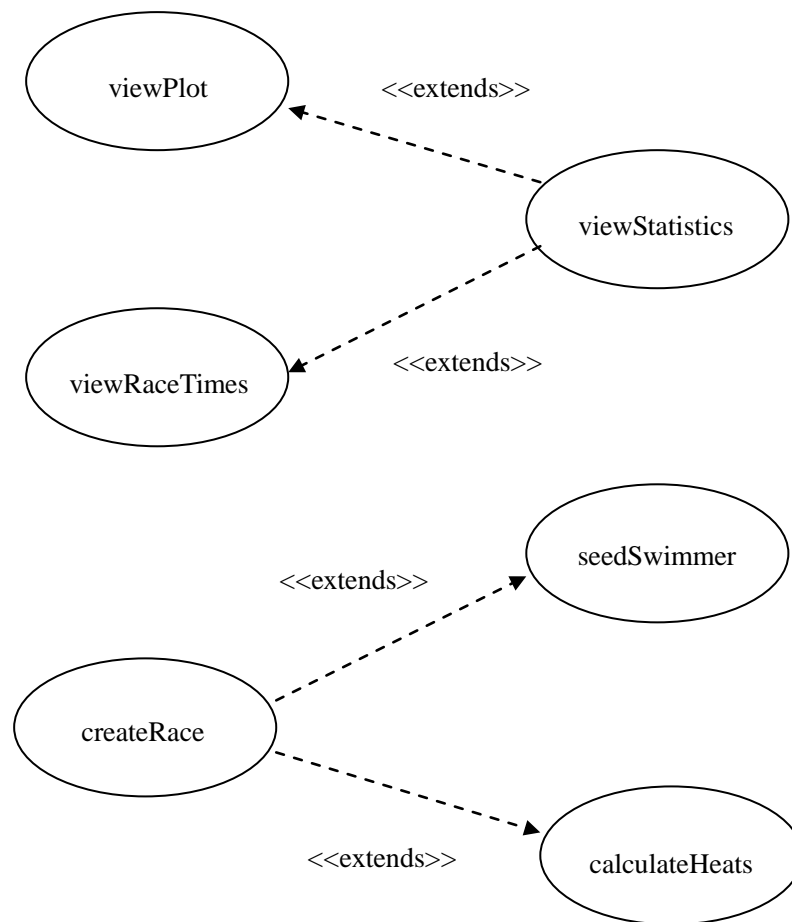 viewPlot
<<extends>>
viewStatistics
<<extends>>
viewRaceTimes
seedSwimmer
<<extends>>
createRace
<<extends>>
calculateHeats